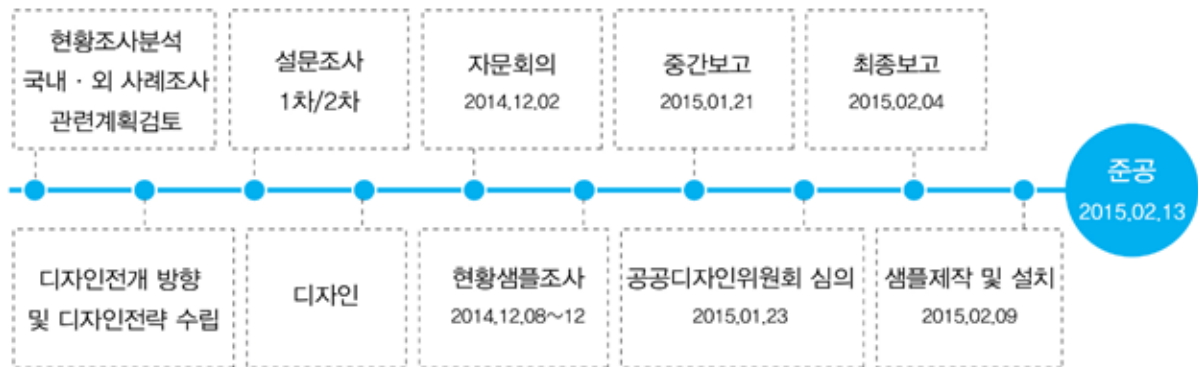 현황조사분석
국내 · 외 사례조사
관련계획검토
설문조사
1차/2차
자문회의
2014.12.02
중간보고
2015.01.21
최종보고
2015.02.04
준공
2015.02.13
디자인전개 방향
및 디자인전략 수립
디자인
현황샘플조사
2014.12.08~12
공공디자인위원회 심의
2015.01.23
샘플제작 및 설치
2015.02.09